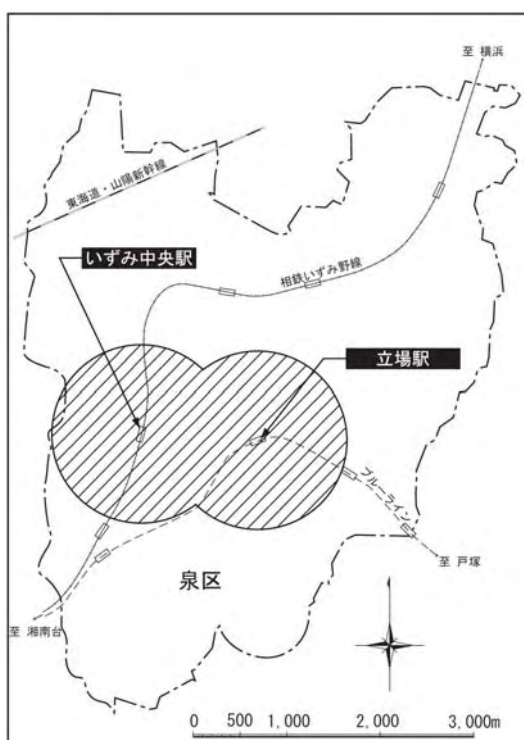 至 横浜
東海道・山陽新幹線
いずみ中央駅
相鉄いずみ野線
立場駅
ブルーライン
至 戸塚
泉区
至 湘南台
0 500 1,000 2,000 3,000m